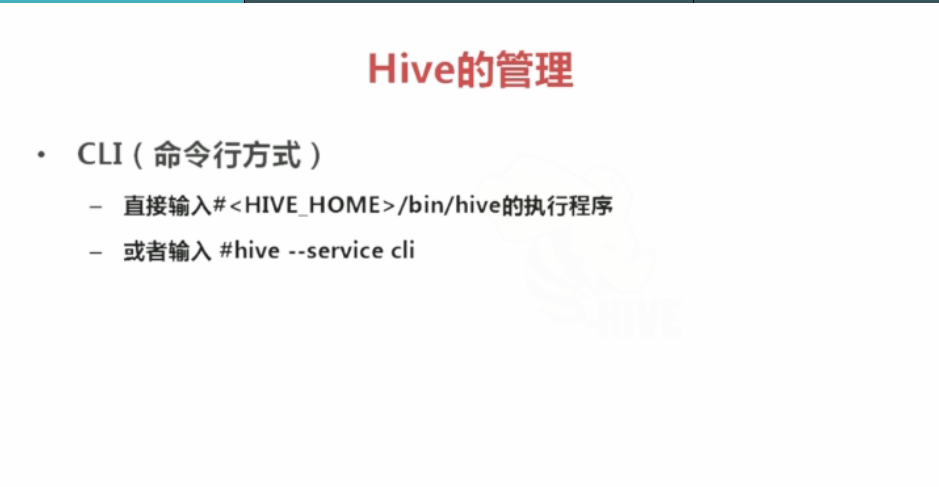 Hive的管理
• CLI（命令行方式）
– 直接输入#<HIVE_HOME>/bin/hive的执行程序
– 或者输入 #hive --service cli
HIVE